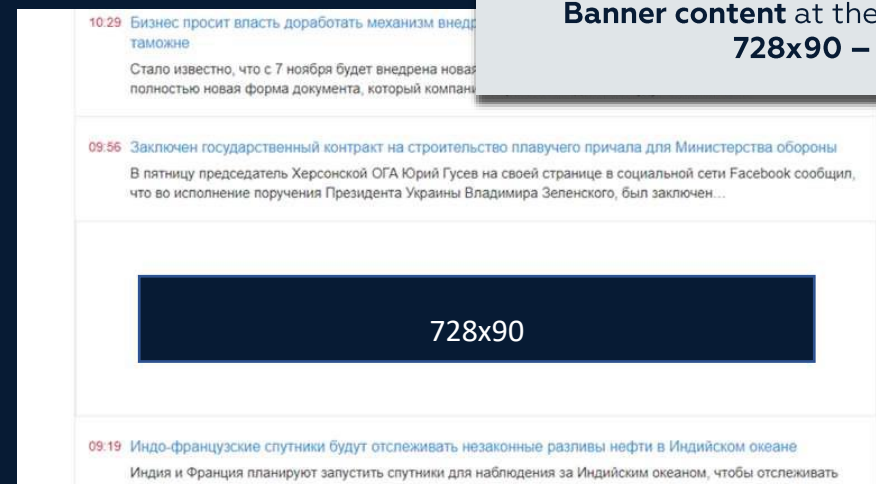 Banner content at the
728x90 –
10:29 Бизнес просит власть доработать механизм
таможне
Стало известно, что с 7 ноября будет внедрена новая
полностью новая форма документа, который
09:56 Заключен государственный контракт на строительство плавучего причала для Министерства обороны
В пятницу председатель Херсонской ОГА Юрий Гусев на своей странице в социальной сети Facebook сообщил,
что во исполнение поручения Президента Украины Владимира Зеленского, был заключен...
728x90
09:19 Индо-французские спутники будут отслеживать незаконные разливы нефти в Индийском океане
Индия и Франция планируют запустить спутники для наблюдения за Индийским океаном, чтобы отслеживать